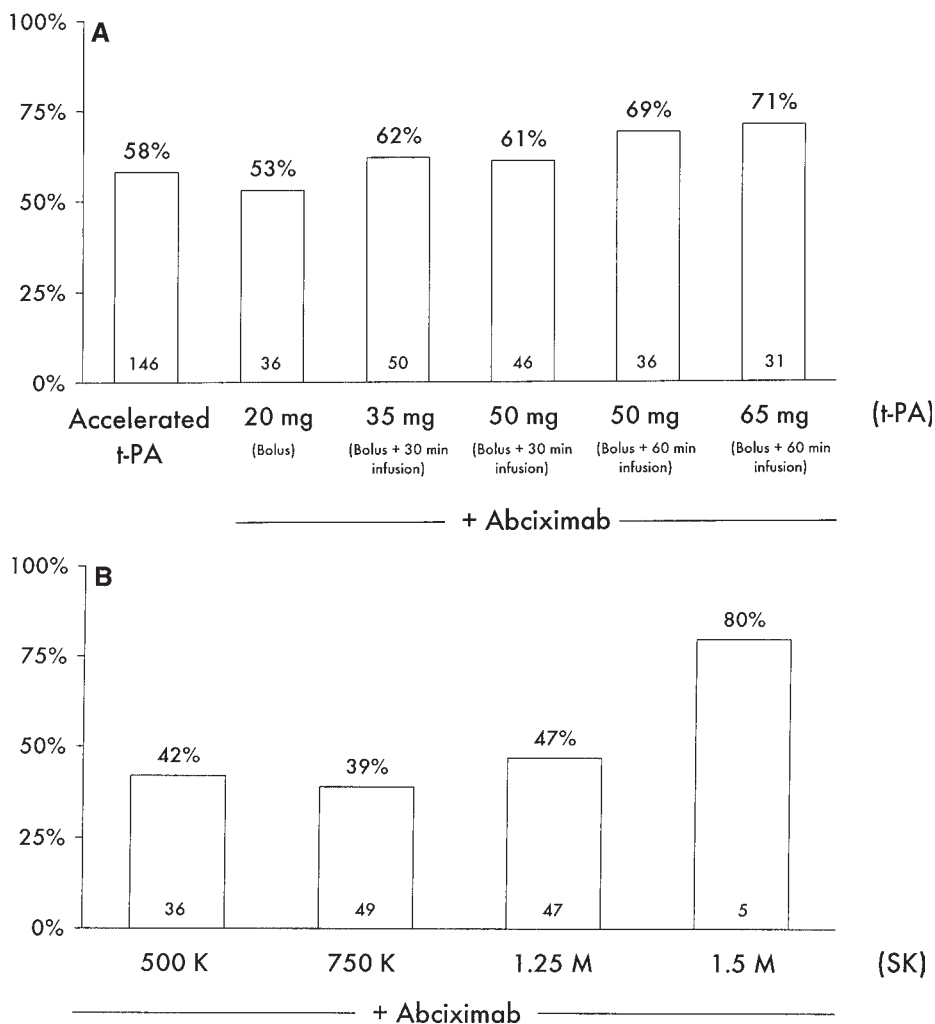 100%
A
75%
50%
25%
0%
58%
53%
62%
61%
69%
71%
146
36
50
46
36
31
Accelerated
t-PA
20 mg
(Bolus)
35 mg
(Bolus + 30 min
infusion)
50 mg
(Bolus + 30 min
infusion)
50 mg
(Bolus + 60 min
infusion)
65 mg
(Bolus + 60 min
infusion)
(t-PA)
+ Abciximab
100%
B
75%
50%
25%
0%
42%
39%
47%
80%
36
49
47
5
500 K
750 K
1.25 M
1.5 M
(SK)
+ Abciximab